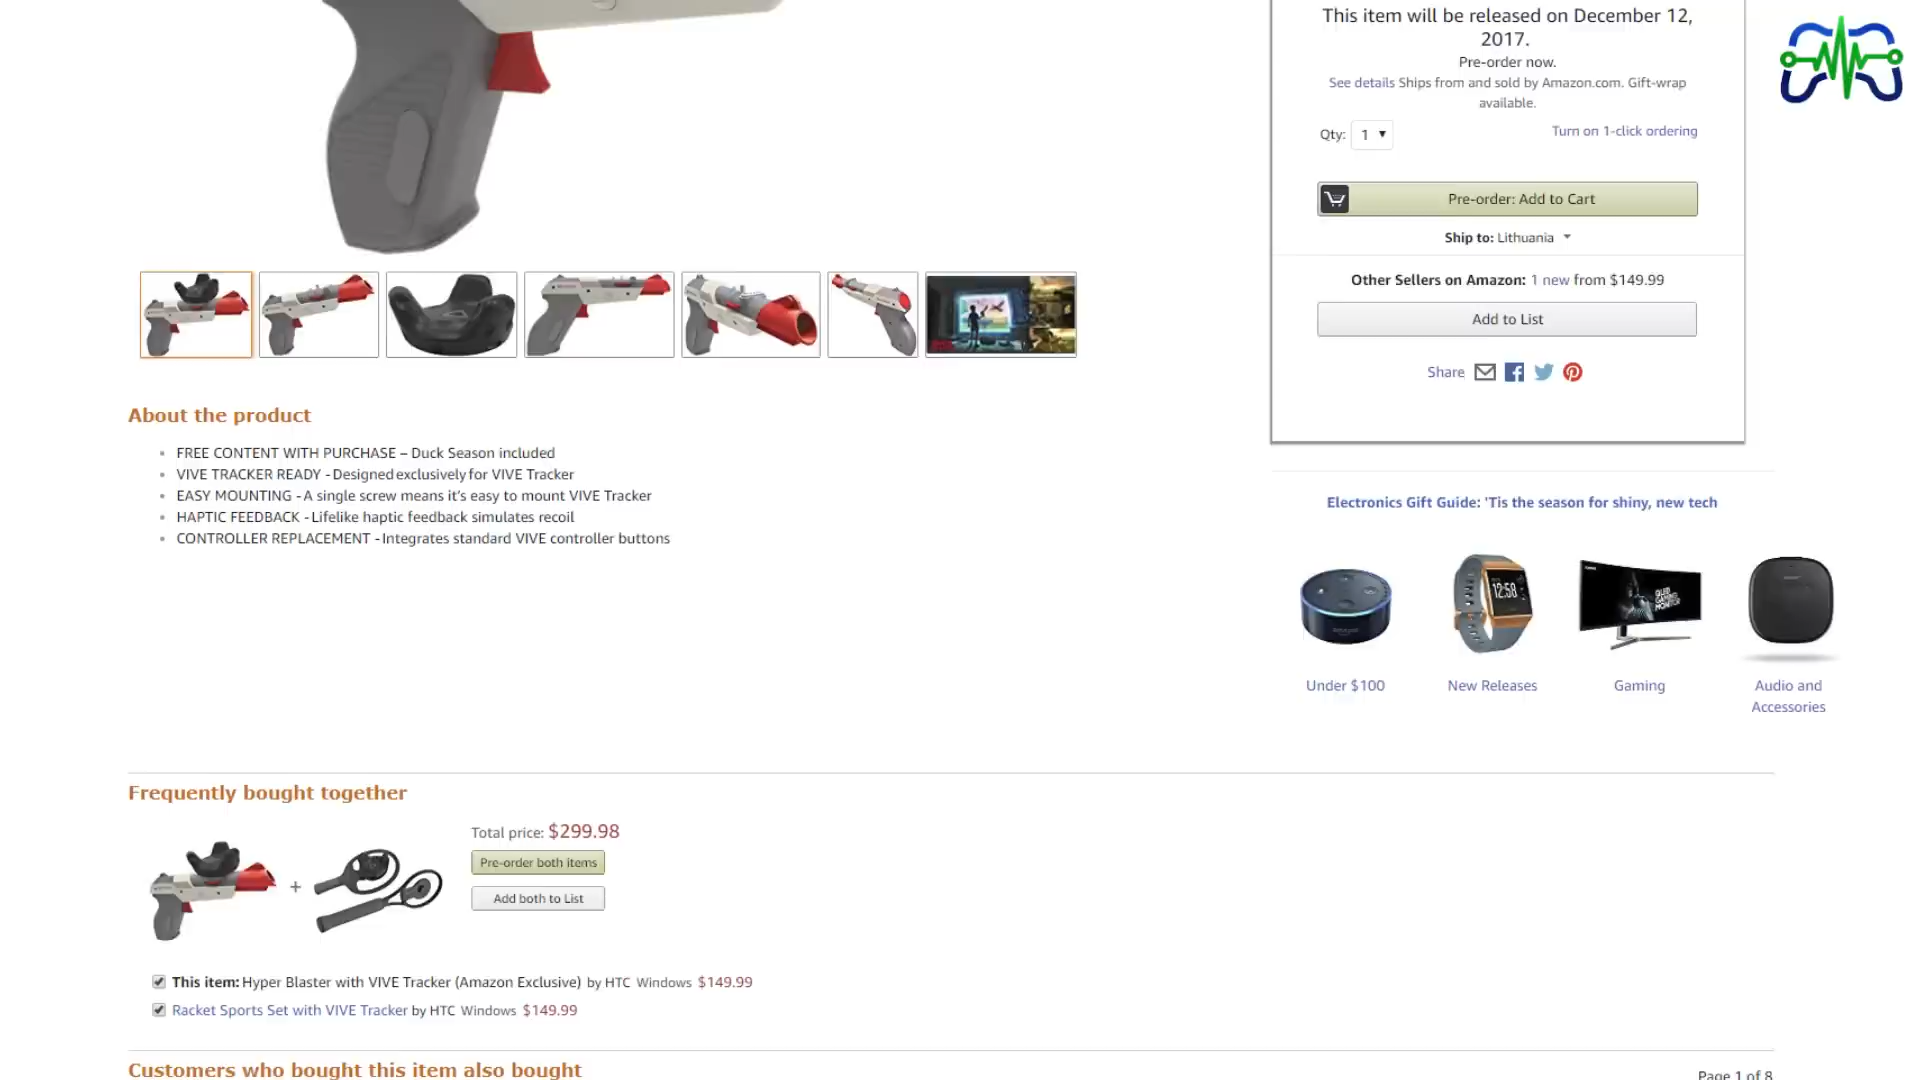 This item will be released on December 12,
2017.
Pre-order now.
See details Ships from and sold by Amazon.com. Gift-wrap
available.
Qty: 1
Turn on 1-click ordering
Pre-order: Add to Cart
Ship to: Lithuania
Other Sellers on Amazon: 1 new from $149.99
Add to List
Share
About the product
FREE CONTENT WITH PURCHASE – Duck Season included
VIVE TRACKER READY - Designed exclusively for VIVE Tracker
EASY MOUNTING - A single screw means it's easy to mount VIVE Tracker
HAPTIC FEEDBACK - Lifelike haptic feedback simulates recoil
CONTROLLER REPLACEMENT - Integrates standard VIVE controller buttons
Electronics Gift Guide: 'Tis the season for shiny, new tech
12:58
QLED
GAMING
MONITOR
Under $100
New Releases
Gaming
Audio and
Accessories
Frequently bought together
Total price: $299.98
Pre-order both items
Add both to List
+
This item: Hyper Blaster with VIVE Tracker (Amazon Exclusive) by HTC Windows $149.99
Racket Sports Set with VIVE Tracker by HTC Windows $149.99
Customers who bought this item also bought
Page 1 of 8